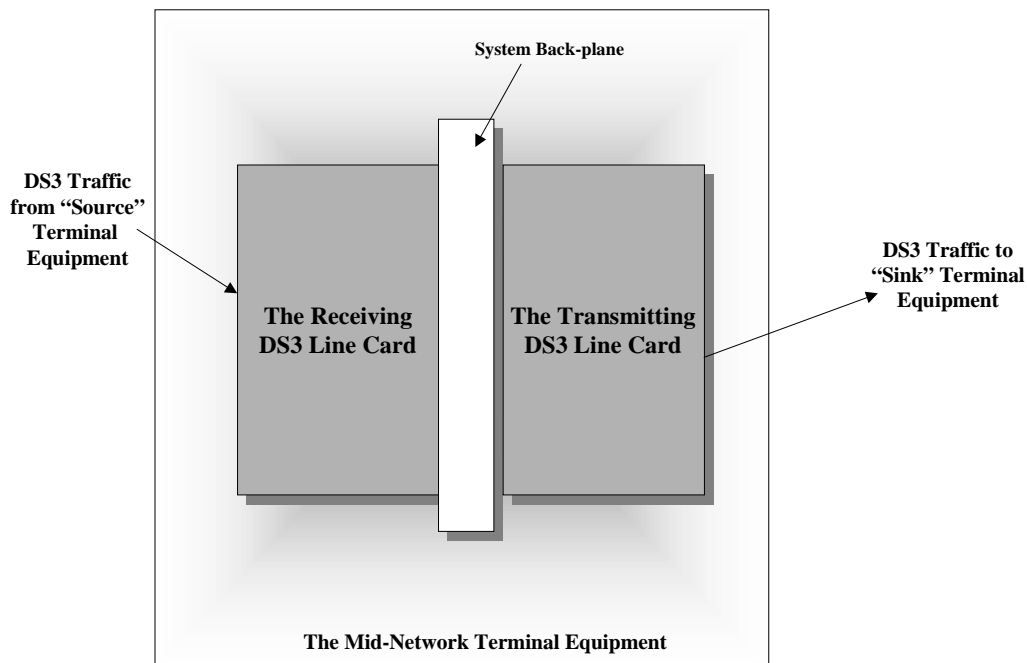 System Back-plane
DS3 Traffic
from “Source”
Terminal
Equipment
The Receiving
DS3 Line Card
The Transmitting
DS3 Line Card
DS3 Traffic to
“Sink” Terminal
Equipment
The Mid-Network Terminal Equipment